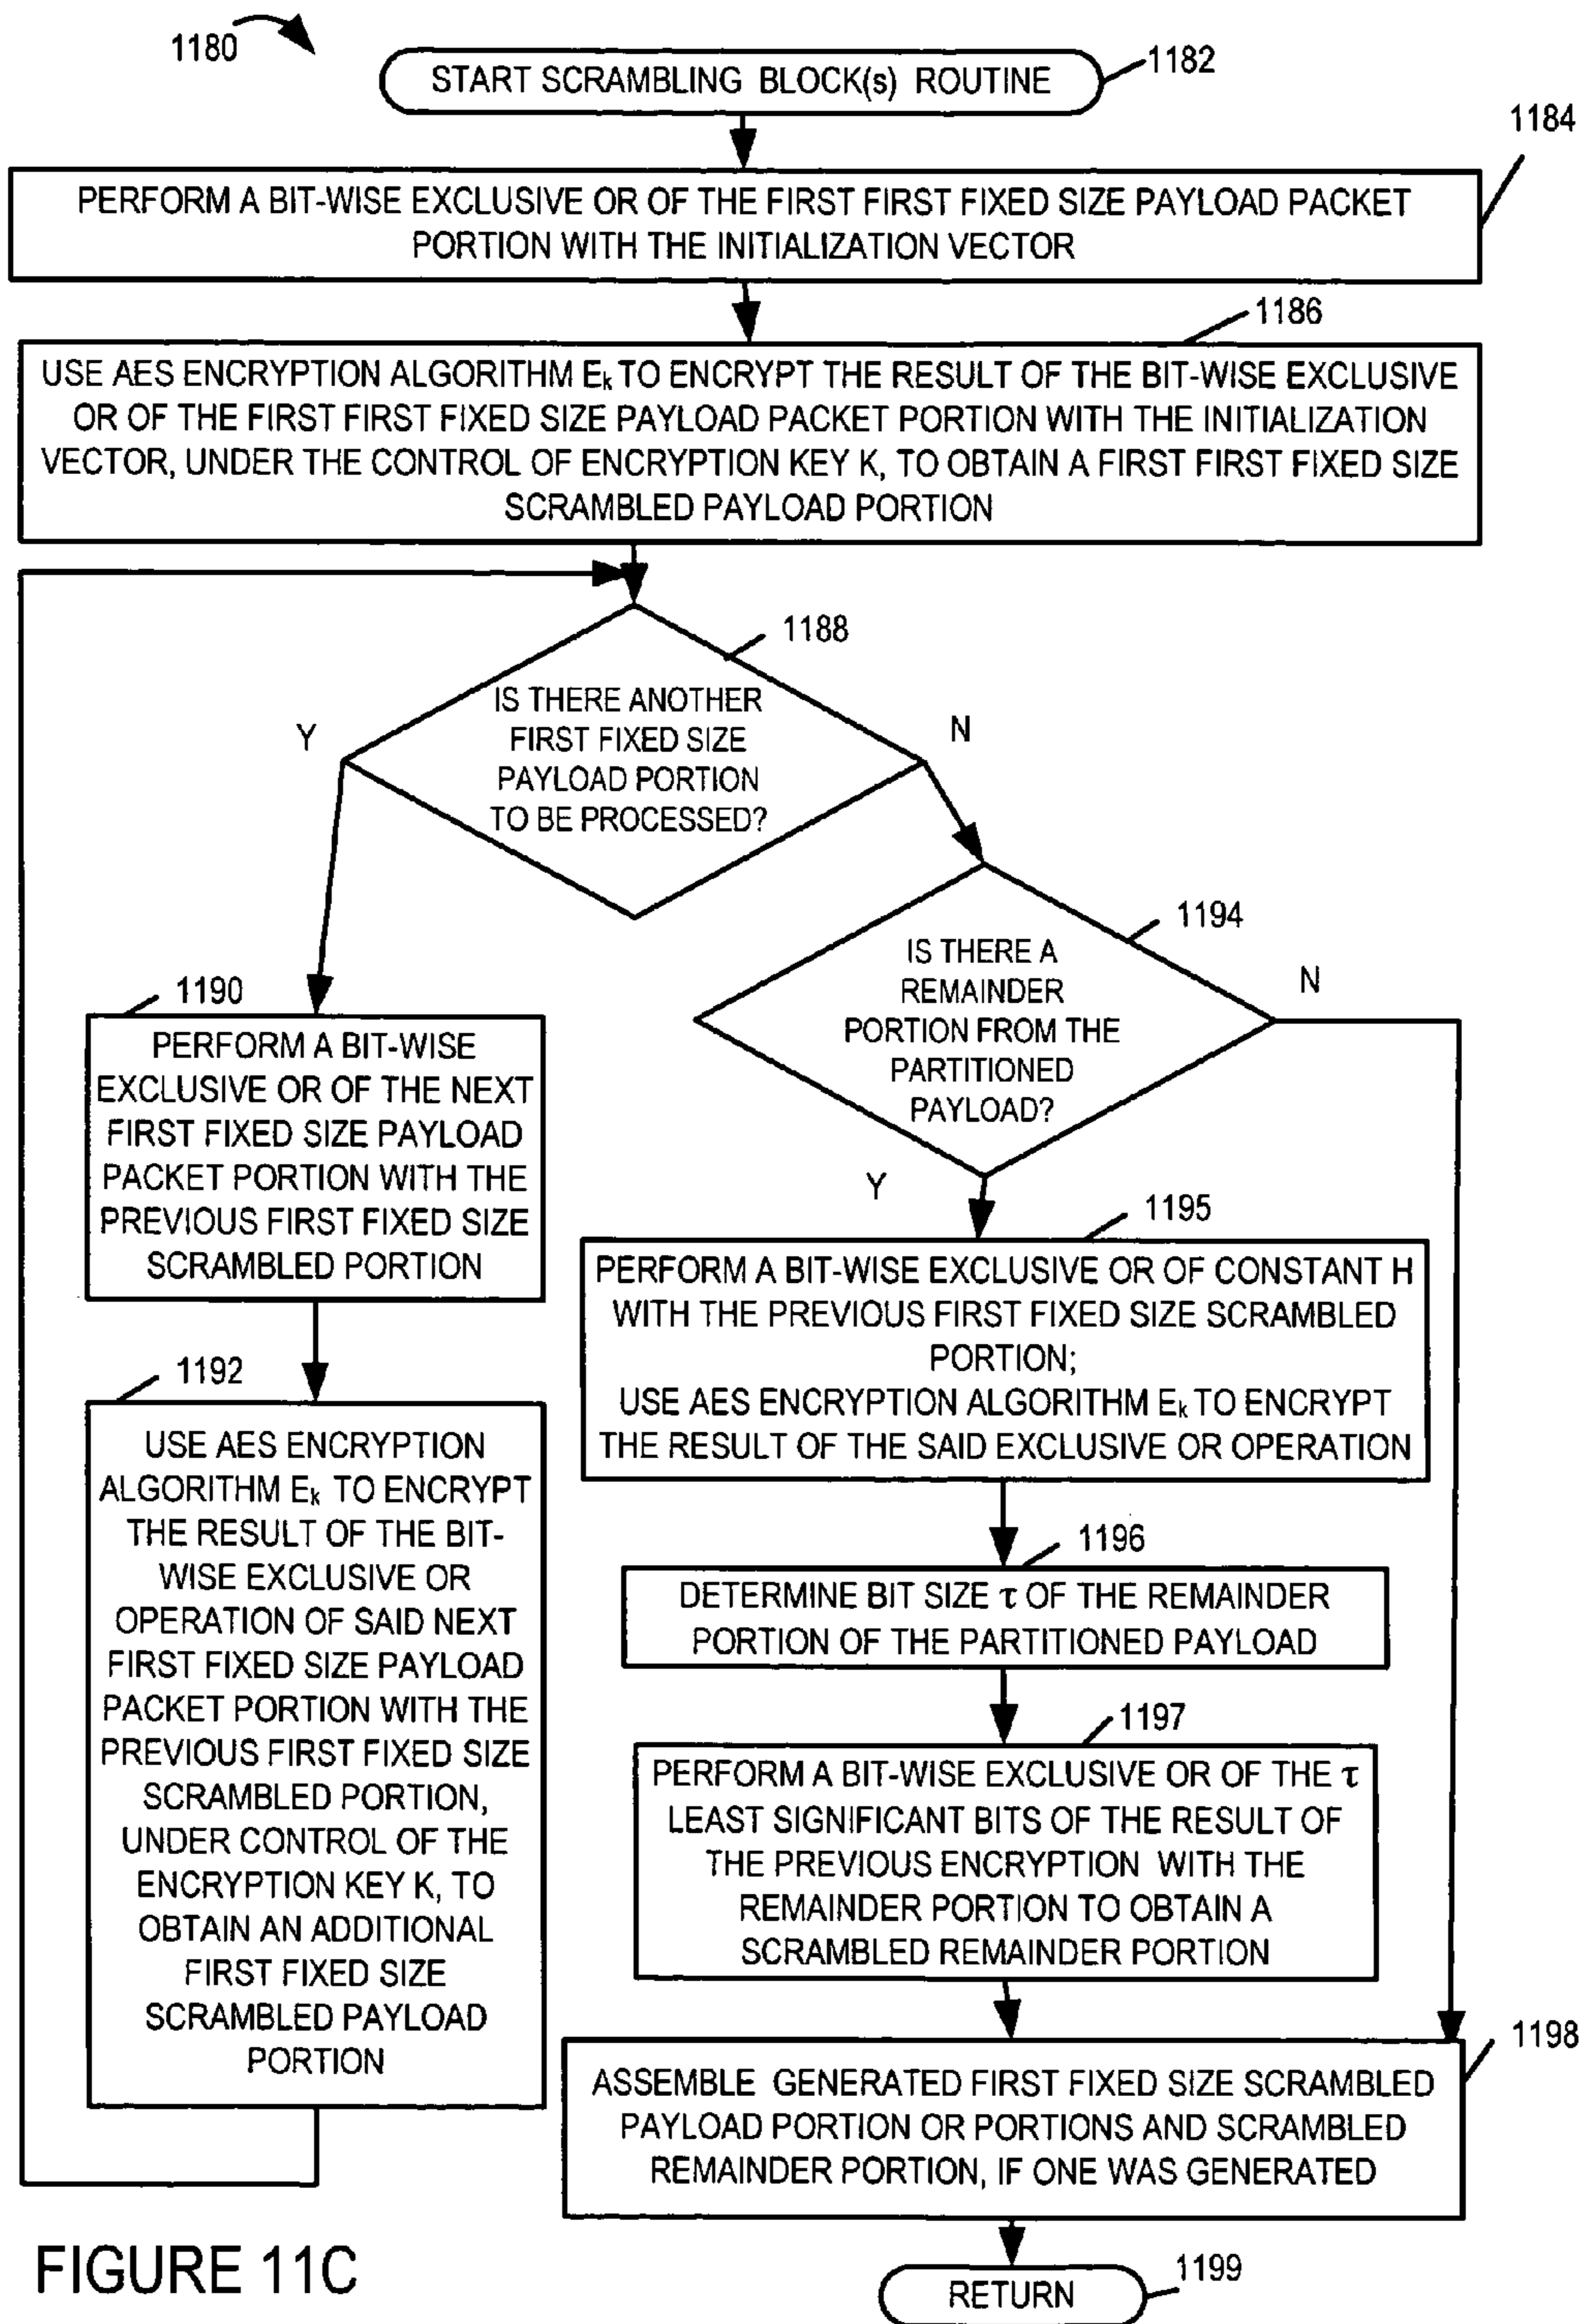 1180
START SCRAMBLING BLOCK(s) ROUTINE
1182
1184
PERFORM A BIT-WISE EXCLUSIVE OR OF THE FIRST FIRST FIXED SIZE PAYLOAD PACKET
PORTION WITH THE INITIALIZATION VECTOR
1186
USE AES ENCRYPTION ALGORITHM Ek TO ENCRYPT THE RESULT OF THE BIT-WISE EXCLUSIVE
OR OF THE FIRST FIRST FIXED SIZE PAYLOAD PACKET PORTION WITH THE INITIALIZATION
VECTOR, UNDER THE CONTROL OF ENCRYPTION KEY K, TO OBTAIN A FIRST FIRST FIXED SIZE
SCRAMBLED PAYLOAD PORTION
1188
IS THERE ANOTHER
FIRST FIXED SIZE
PAYLOAD PORTION
TO BE PROCESSED?
Y
N
1190
PERFORM A BIT-WISE
EXCLUSIVE OR OF THE NEXT
FIRST FIXED SIZE PAYLOAD
PACKET PORTION WITH THE
PREVIOUS FIRST FIXED SIZE
SCRAMBLED PORTION
1192
USE AES ENCRYPTION
ALGORITHM Ek TO ENCRYPT
THE RESULT OF THE BIT-
WISE EXCLUSIVE OR
OPERATION OF SAID NEXT
FIRST FIXED SIZE PAYLOAD
PACKET PORTION WITH THE
PREVIOUS FIRST FIXED SIZE
SCRAMBLED PORTION,
UNDER CONTROL OF THE
ENCRYPTION KEY K, TO
OBTAIN AN ADDITIONAL
FIRST FIXED SIZE
SCRAMBLED PAYLOAD
PORTION
1194
IS THERE A
REMAINDER
PORTION FROM THE
PARTITIONED
PAYLOAD?
N
Y
1195
PERFORM A BIT-WISE EXCLUSIVE OR OF CONSTANT H
WITH THE PREVIOUS FIRST FIXED SIZE SCRAMBLED
PORTION;
USE AES ENCRYPTION ALGORITHM Ek TO ENCRYPT
THE RESULT OF THE SAID EXCLUSIVE OR OPERATION
1196
DETERMINE BIT SIZE τ OF THE REMAINDER
PORTION OF THE PARTITIONED PAYLOAD
1197
PERFORM A BIT-WISE EXCLUSIVE OR OF THE τ
LEAST SIGNIFICANT BITS OF THE RESULT OF
THE PREVIOUS ENCRYPTION WITH THE
REMAINDER PORTION TO OBTAIN A
SCRAMBLED REMAINDER PORTION
1198
ASSEMBLE GENERATED FIRST FIXED SIZE SCRAMBLED
PAYLOAD PORTION OR PORTIONS AND SCRAMBLED
REMAINDER PORTION, IF ONE WAS GENERATED
1199
RETURN
FIGURE 11C